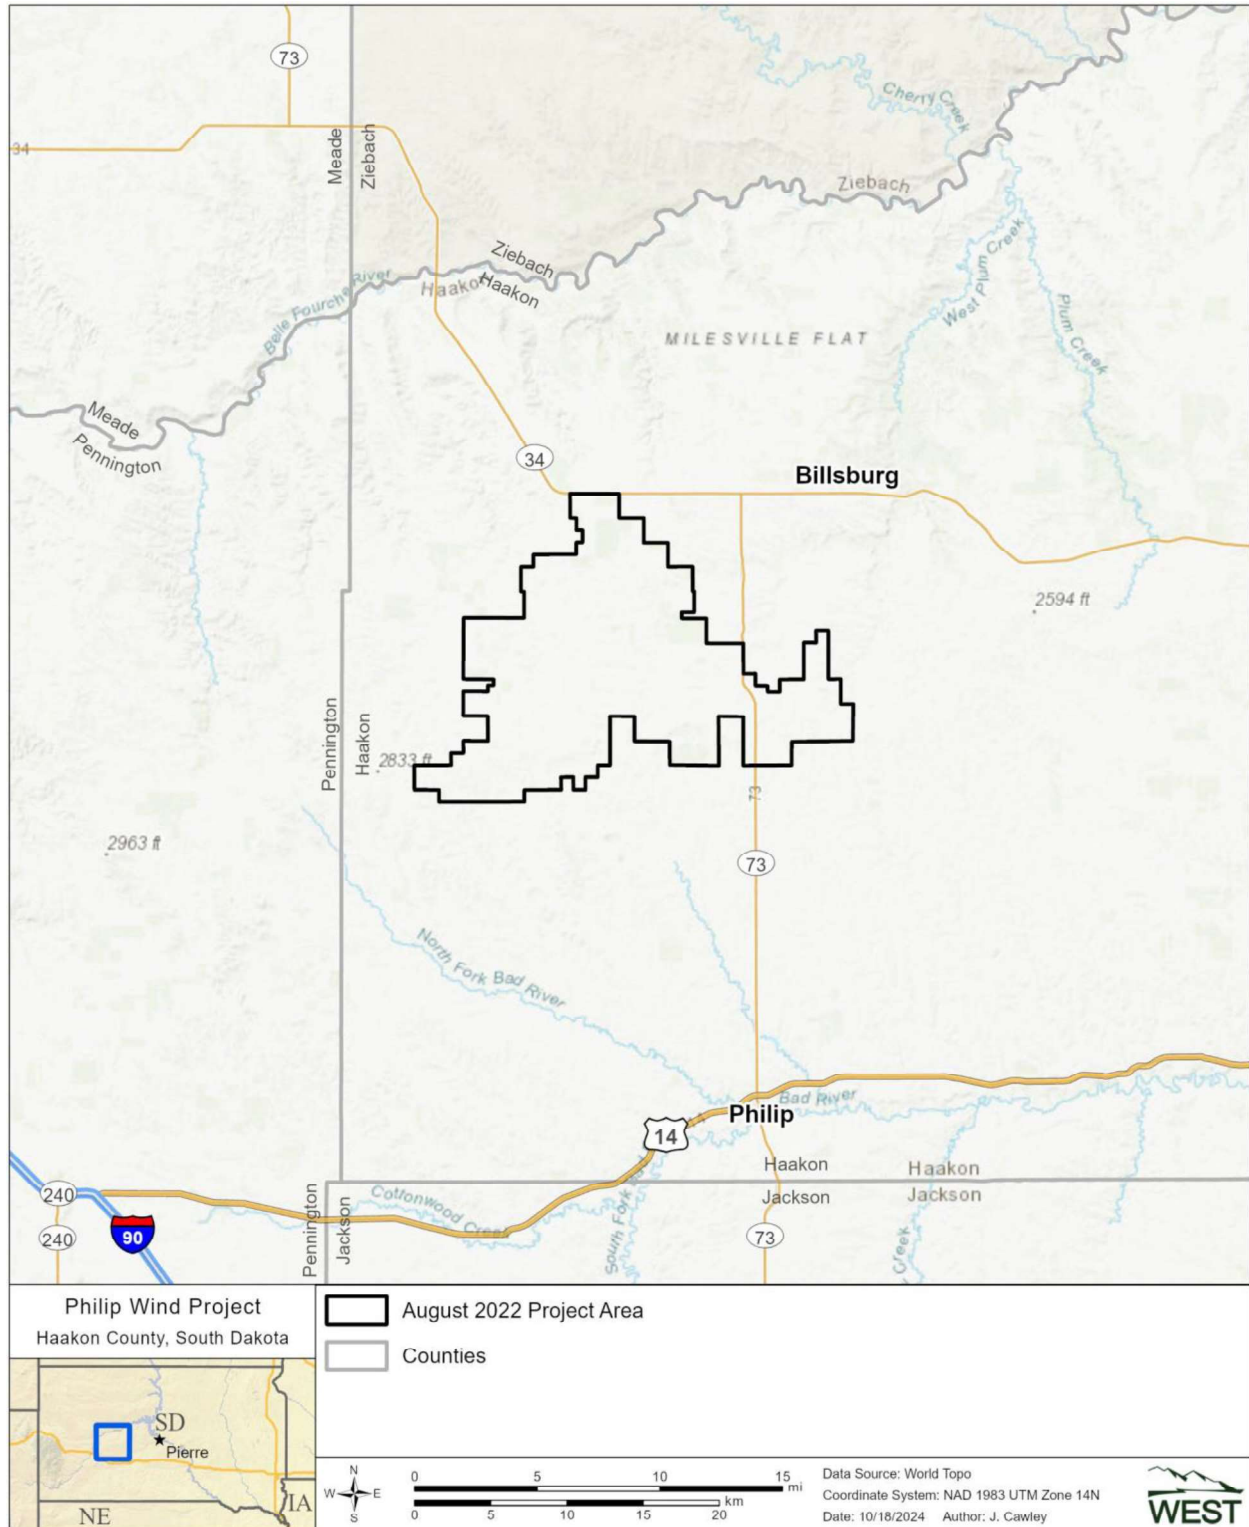 73
Cherry Creek
34
Meade
Ziebach
Ziebach
Ziebach
Haakon
Haakon
Belle Fourche River
West Plum Creek
Plum Creek
MILESVILLE FLAT
Meade
Pennington
34
Billsburg
2594 ft
Pennington
Haakon
2833 ft
73
2963 ft
73
North Fork Bad River
Bad River
Philip
14
Haakon
Jackson
Haakon
Jackson
240
240
90
Pennington
Jackson
Cottonwood Creek
South Fork Bad
73
Creek
Philip Wind Project
Haakon County, South Dakota
SD
Pierre
NE
IA
August 2022 Project Area
Counties
N
W E
S
0 5 10 15
mi
km
0 5 10 15 20
Data Source: World Topo
Coordinate System: NAD 1983 UTM Zone 14N
Date: 10/18/2024 Author: J. Cawley
WEST